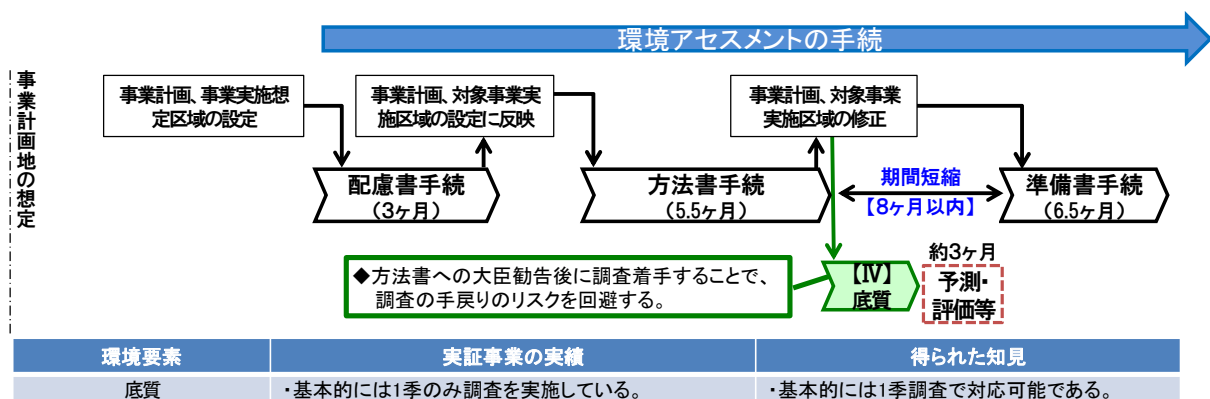 環境アセスメントの手続
事業計画地の想定
事業計画、事業実施想
定区域の設定
事業計画、対象事業実
施区域の設定に反映
事業計画、対象事業
実施区域の修正
配慮書手続
(3ヶ月)
方法書手続
(5.5ヶ月)
期間短縮
【8ヶ月以内】
準備書手続
(6.5ヶ月)
◆方法書への大臣勧告後に調査着手することで、
調査の手戻りのリスクを回避する。
【Ⅳ】
底質
約3ヶ月
予測・
評価等
環境要素 実証事業の実績 得られた知見
底質 ・基本的には1季のみ調査を実施している。 ・基本的には1季調査で対応可能である。